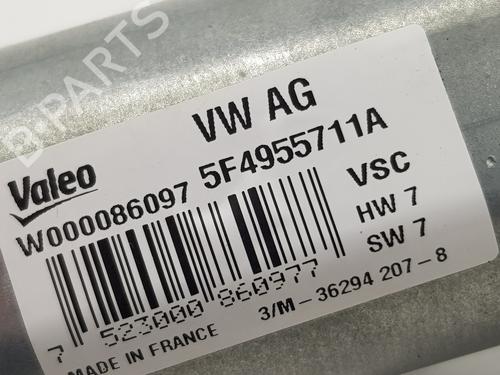 B-PARTS
VW AG
Valeo
W000086097 5F4955711A
VSC
HW 7
SW 7
7 523000 860977
3/M-36294 207-8
MADE IN FRANCE